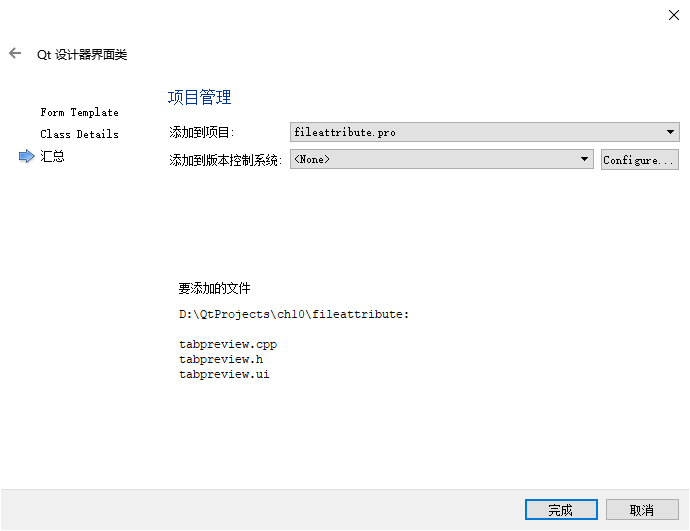 Qt 设计器界面类
Form Template
Class Details
汇总
项目管理
添加到项目:
fileattribute.pro
添加到版本控制系统:
<None>
Configure...
要添加的文件
D:\QtProjects\ch10\fileattribute:
tabpreview.cpp
tabpreview.h
tabpreview.ui
完成
取消